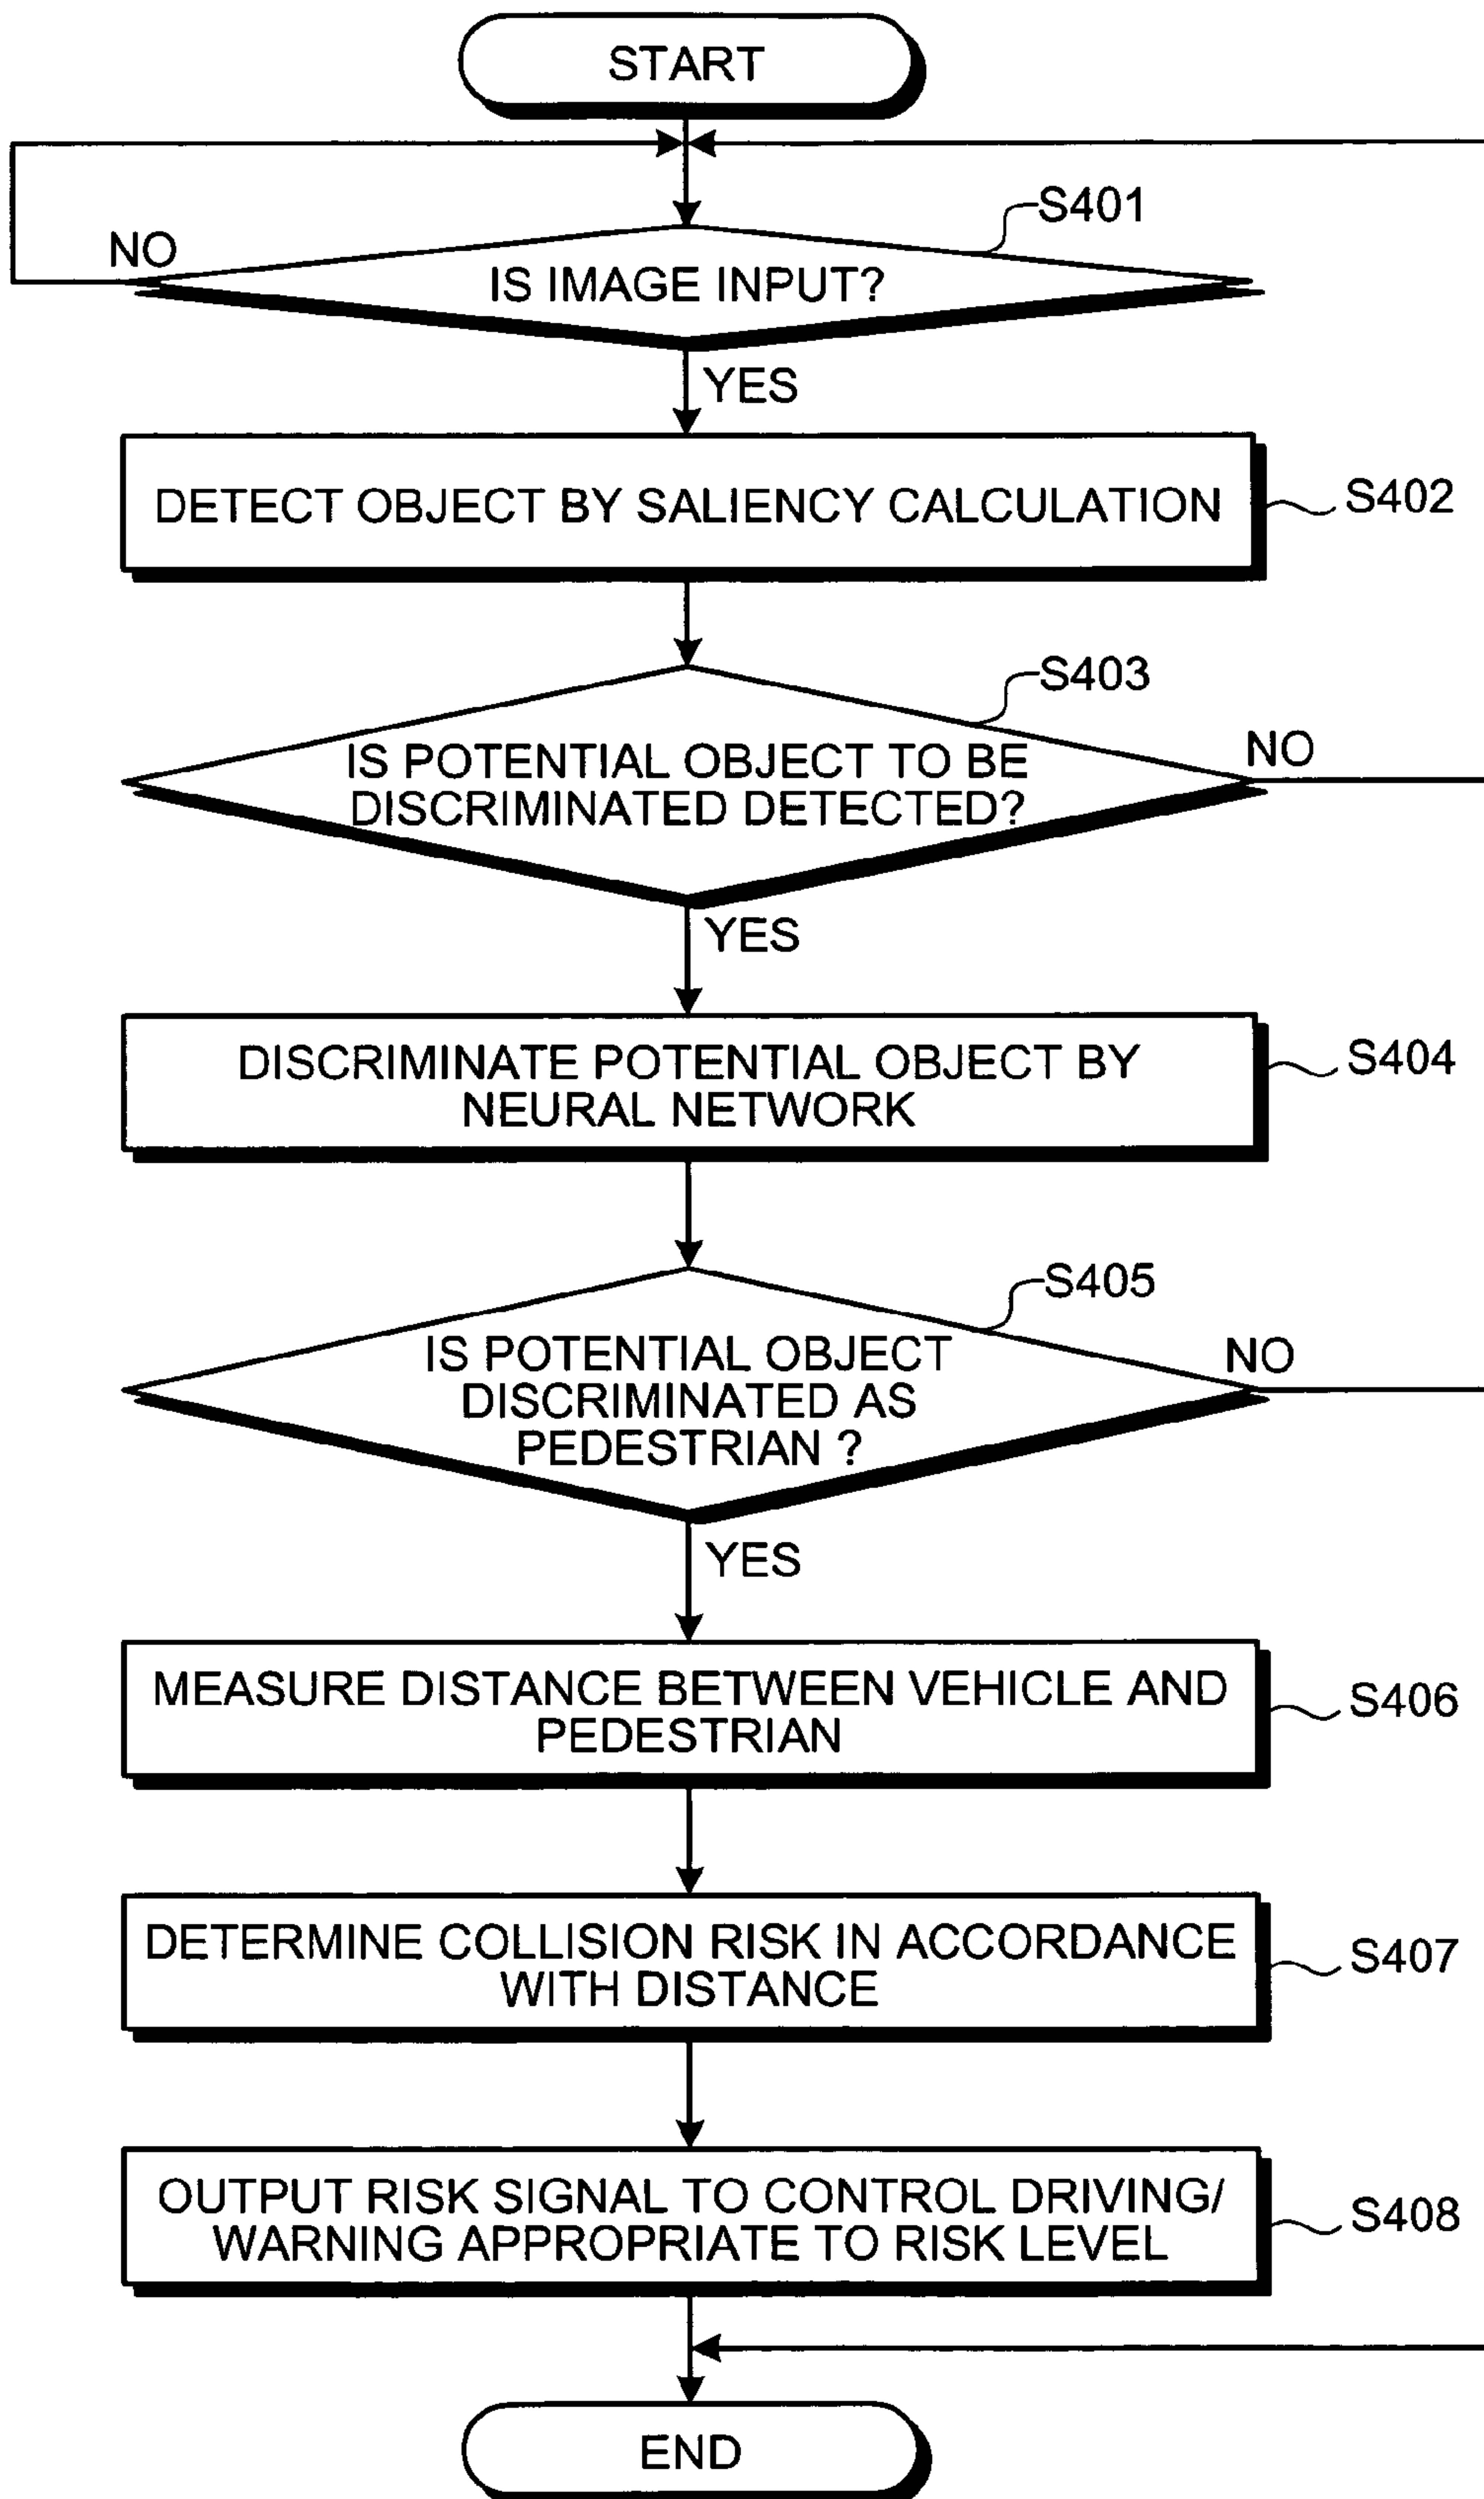 START
S401
NO
IS IMAGE INPUT?
YES
DETECT OBJECT BY SALIENCY CALCULATION
S402
S403
IS POTENTIAL OBJECT TO BE
DISCRIMINATED DETECTED?
NO
YES
DISCRIMINATE POTENTIAL OBJECT BY
NEURAL NETWORK
S404
S405
IS POTENTIAL OBJECT
DISCRIMINATED AS
PEDESTRIAN ?
NO
YES
MEASURE DISTANCE BETWEEN VEHICLE AND
PEDESTRIAN
S406
DETERMINE COLLISION RISK IN ACCORDANCE
WITH DISTANCE
S407
OUTPUT RISK SIGNAL TO CONTROL DRIVING/
WARNING APPROPRIATE TO RISK LEVEL
S408
END